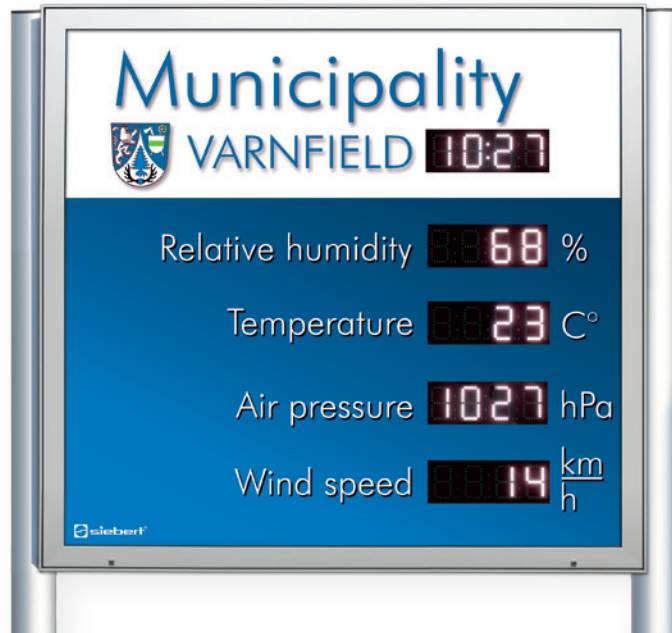 Municipality
VARNFIELD 10:27
Relative humidity 68 %
Temperature 23 C°
Air pressure 1027 hPa
Wind speed 14 km/h
siebert